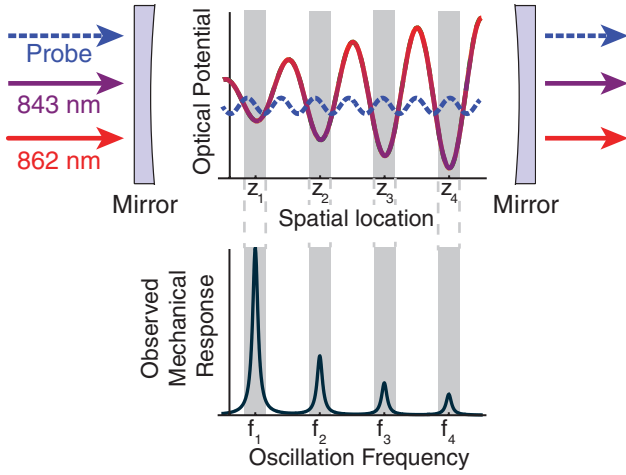 Probe
843 nm
862 nm
Mirror
Optical Potential
z1 z2 z3 z4
Spatial location
Mirror
Observed
Mechanical
Response
f1 f2 f3 f4
Oscillation Frequency